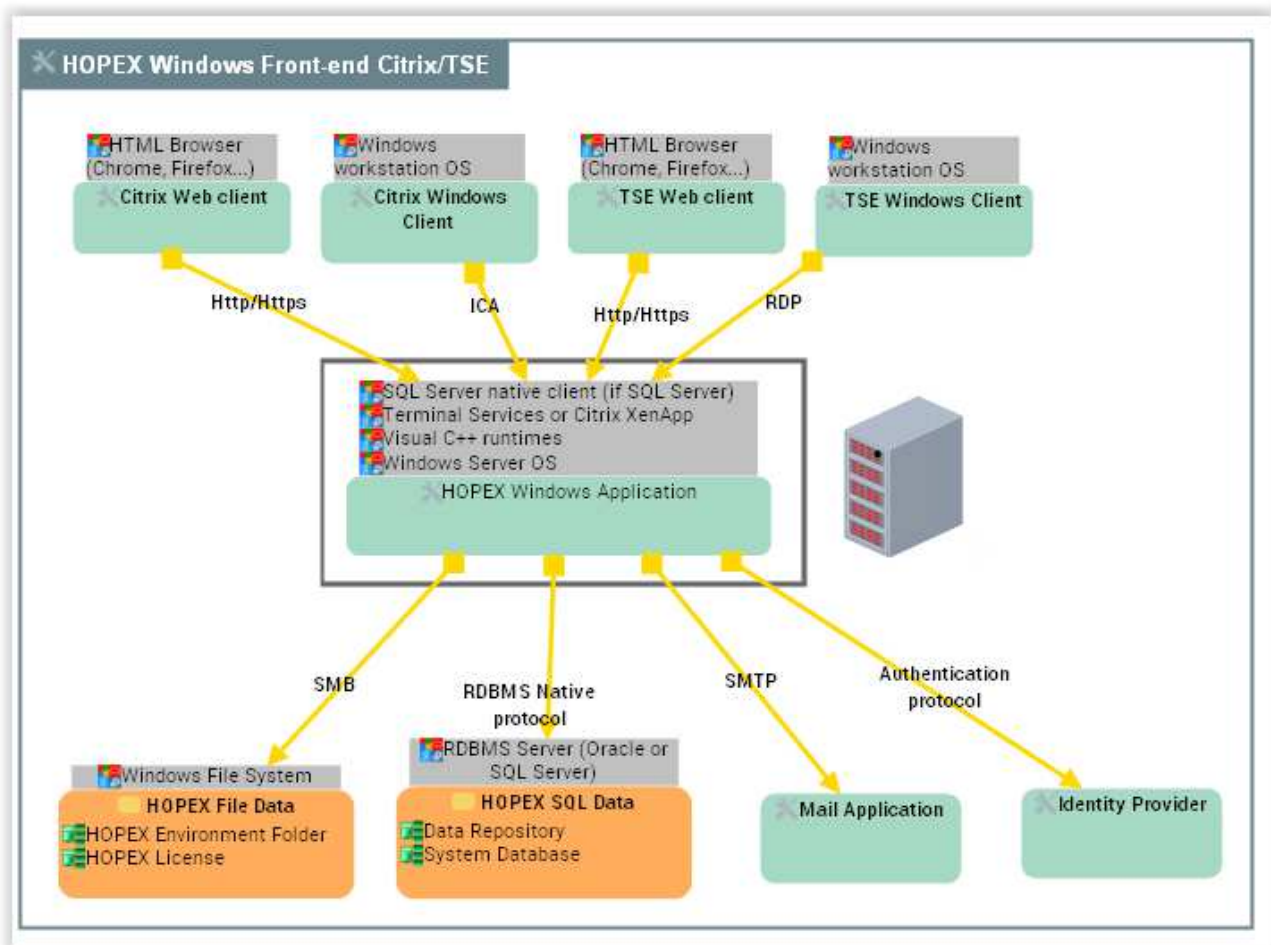 HOPEX Windows Front-end Citrix/TSE
HTML Browser
(Chrome, Firefox...)
Citrix Web client
Windows
workstation OS
Citrix Windows
Client
HTML Browser
(Chrome, Firefox...)
TSE Web client
Windows
workstation OS
TSE Windows Client
Http/Https
ICA
Http/Https
RDP
SQL Server native client (if SQL Server)
Terminal Services or Citrix XenApp
Visual C++ runtimes
Windows Server OS
HOPEX Windows Application
SMB
RDBMS Native
protocol
SMTP
Authentication
protocol
Windows File System
HOPEX File Data
HOPEX Environment Folder
HOPEX License
RDBMS Server (Oracle or
SQL Server)
HOPEX SQL Data
Data Repository
System Database
Mail Application
Identity Provider